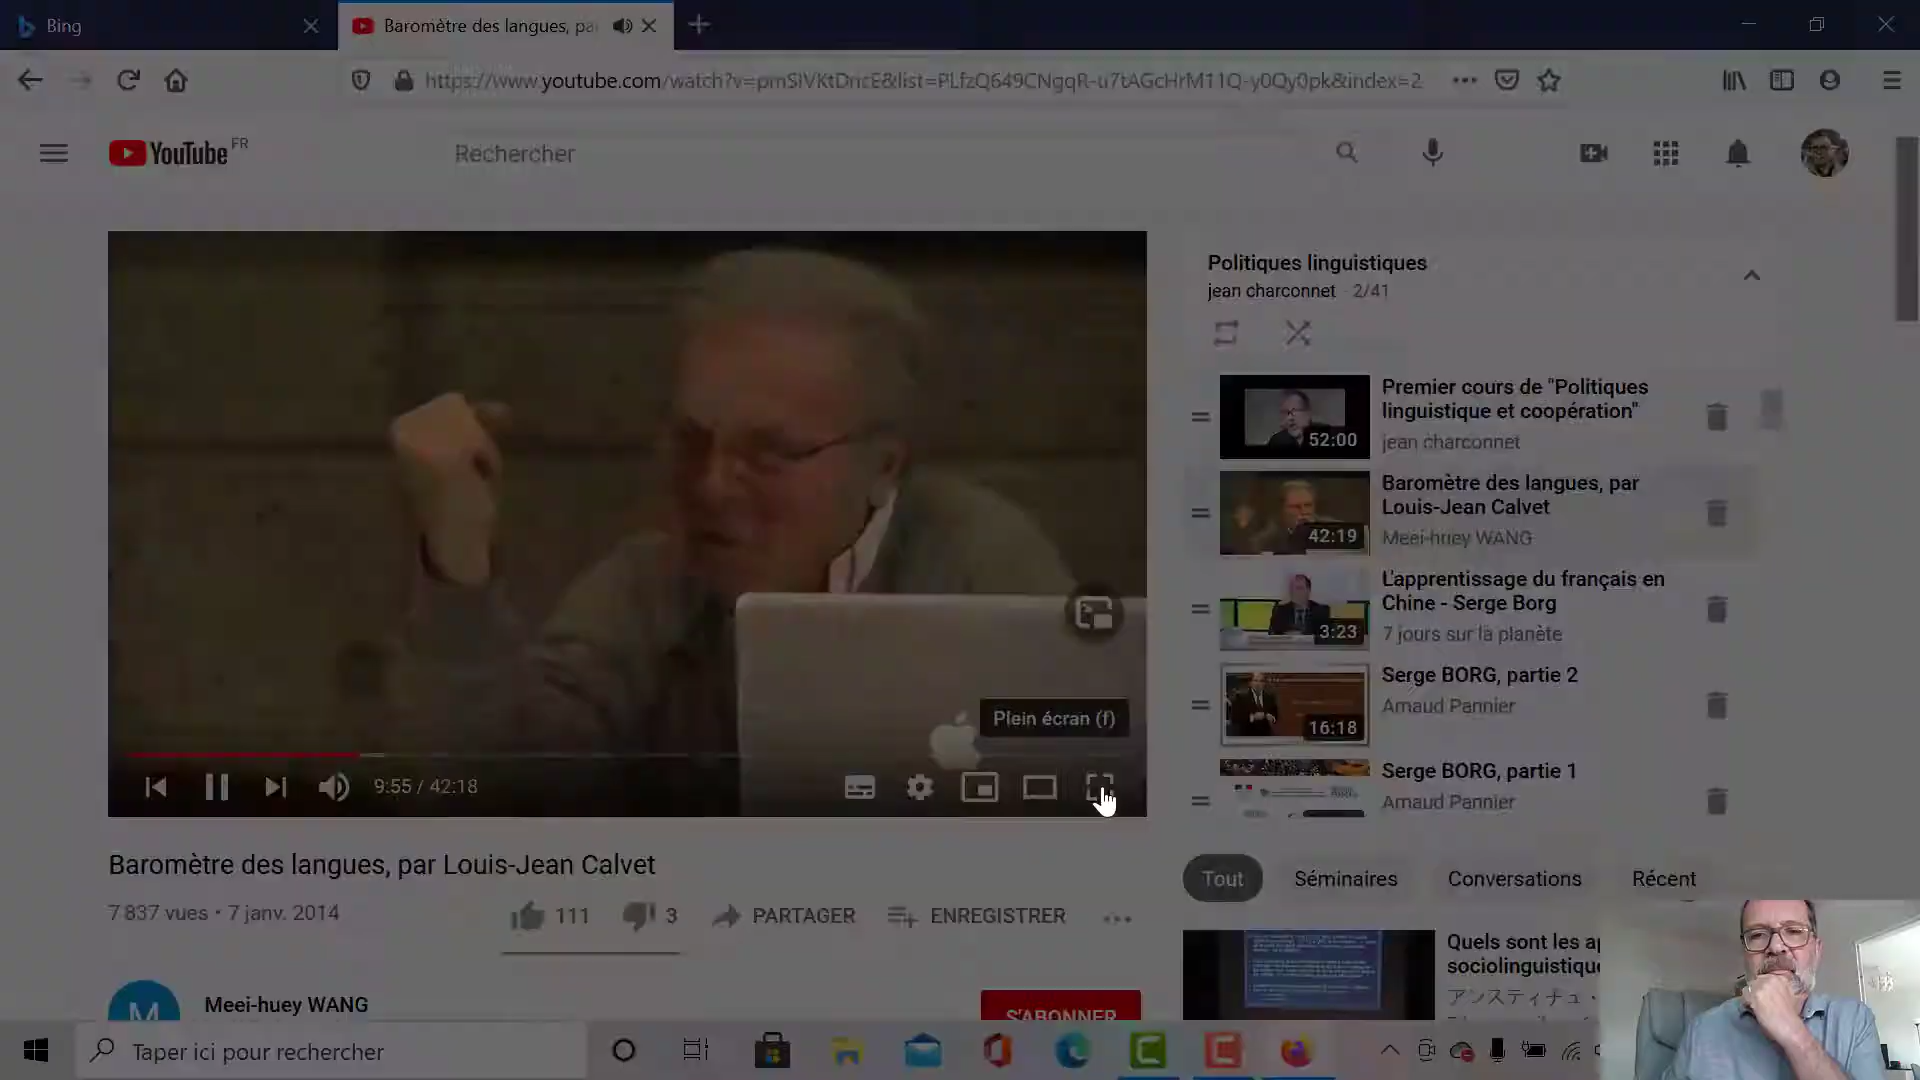 Bing
Baromètre des langues, pa
https://www.youtube.com/watch?v=pmSIVKtDncE&list=PLfzQ649CNgqR-u7tAGcHrM11Q-y0Qy0pk&index=2
YouTube FR
Rechercher
Politiques linguistiques
jean charconnet - 2/41
Premier cours de "Politiques
linguistique et coopération"
52:00
jean charconnet
Baromètre des langues, par
Louis-Jean Calvet
42:19
Meei-huey WANG
L'apprentissage du français en
Chine - Serge Borg
3:23
7 jours sur la planète
Serge BORG, partie 2
Arnaud Pannier
16:18
Serge BORG, partie 1
Arnaud Pannier
Plein écran (f)
9:55 / 42:18
Baromètre des langues, par Louis-Jean Calvet
7 837 vues • 7 janv. 2014
111
3
PARTAGER
ENREGISTRER
Tout
Séminaires
Conversations
Récent
Quels sont les a
sociolinguistiqu
アンスティチュ・
M
Meei-huey WANG
S'ABONNER
Taper ici pour rechercher